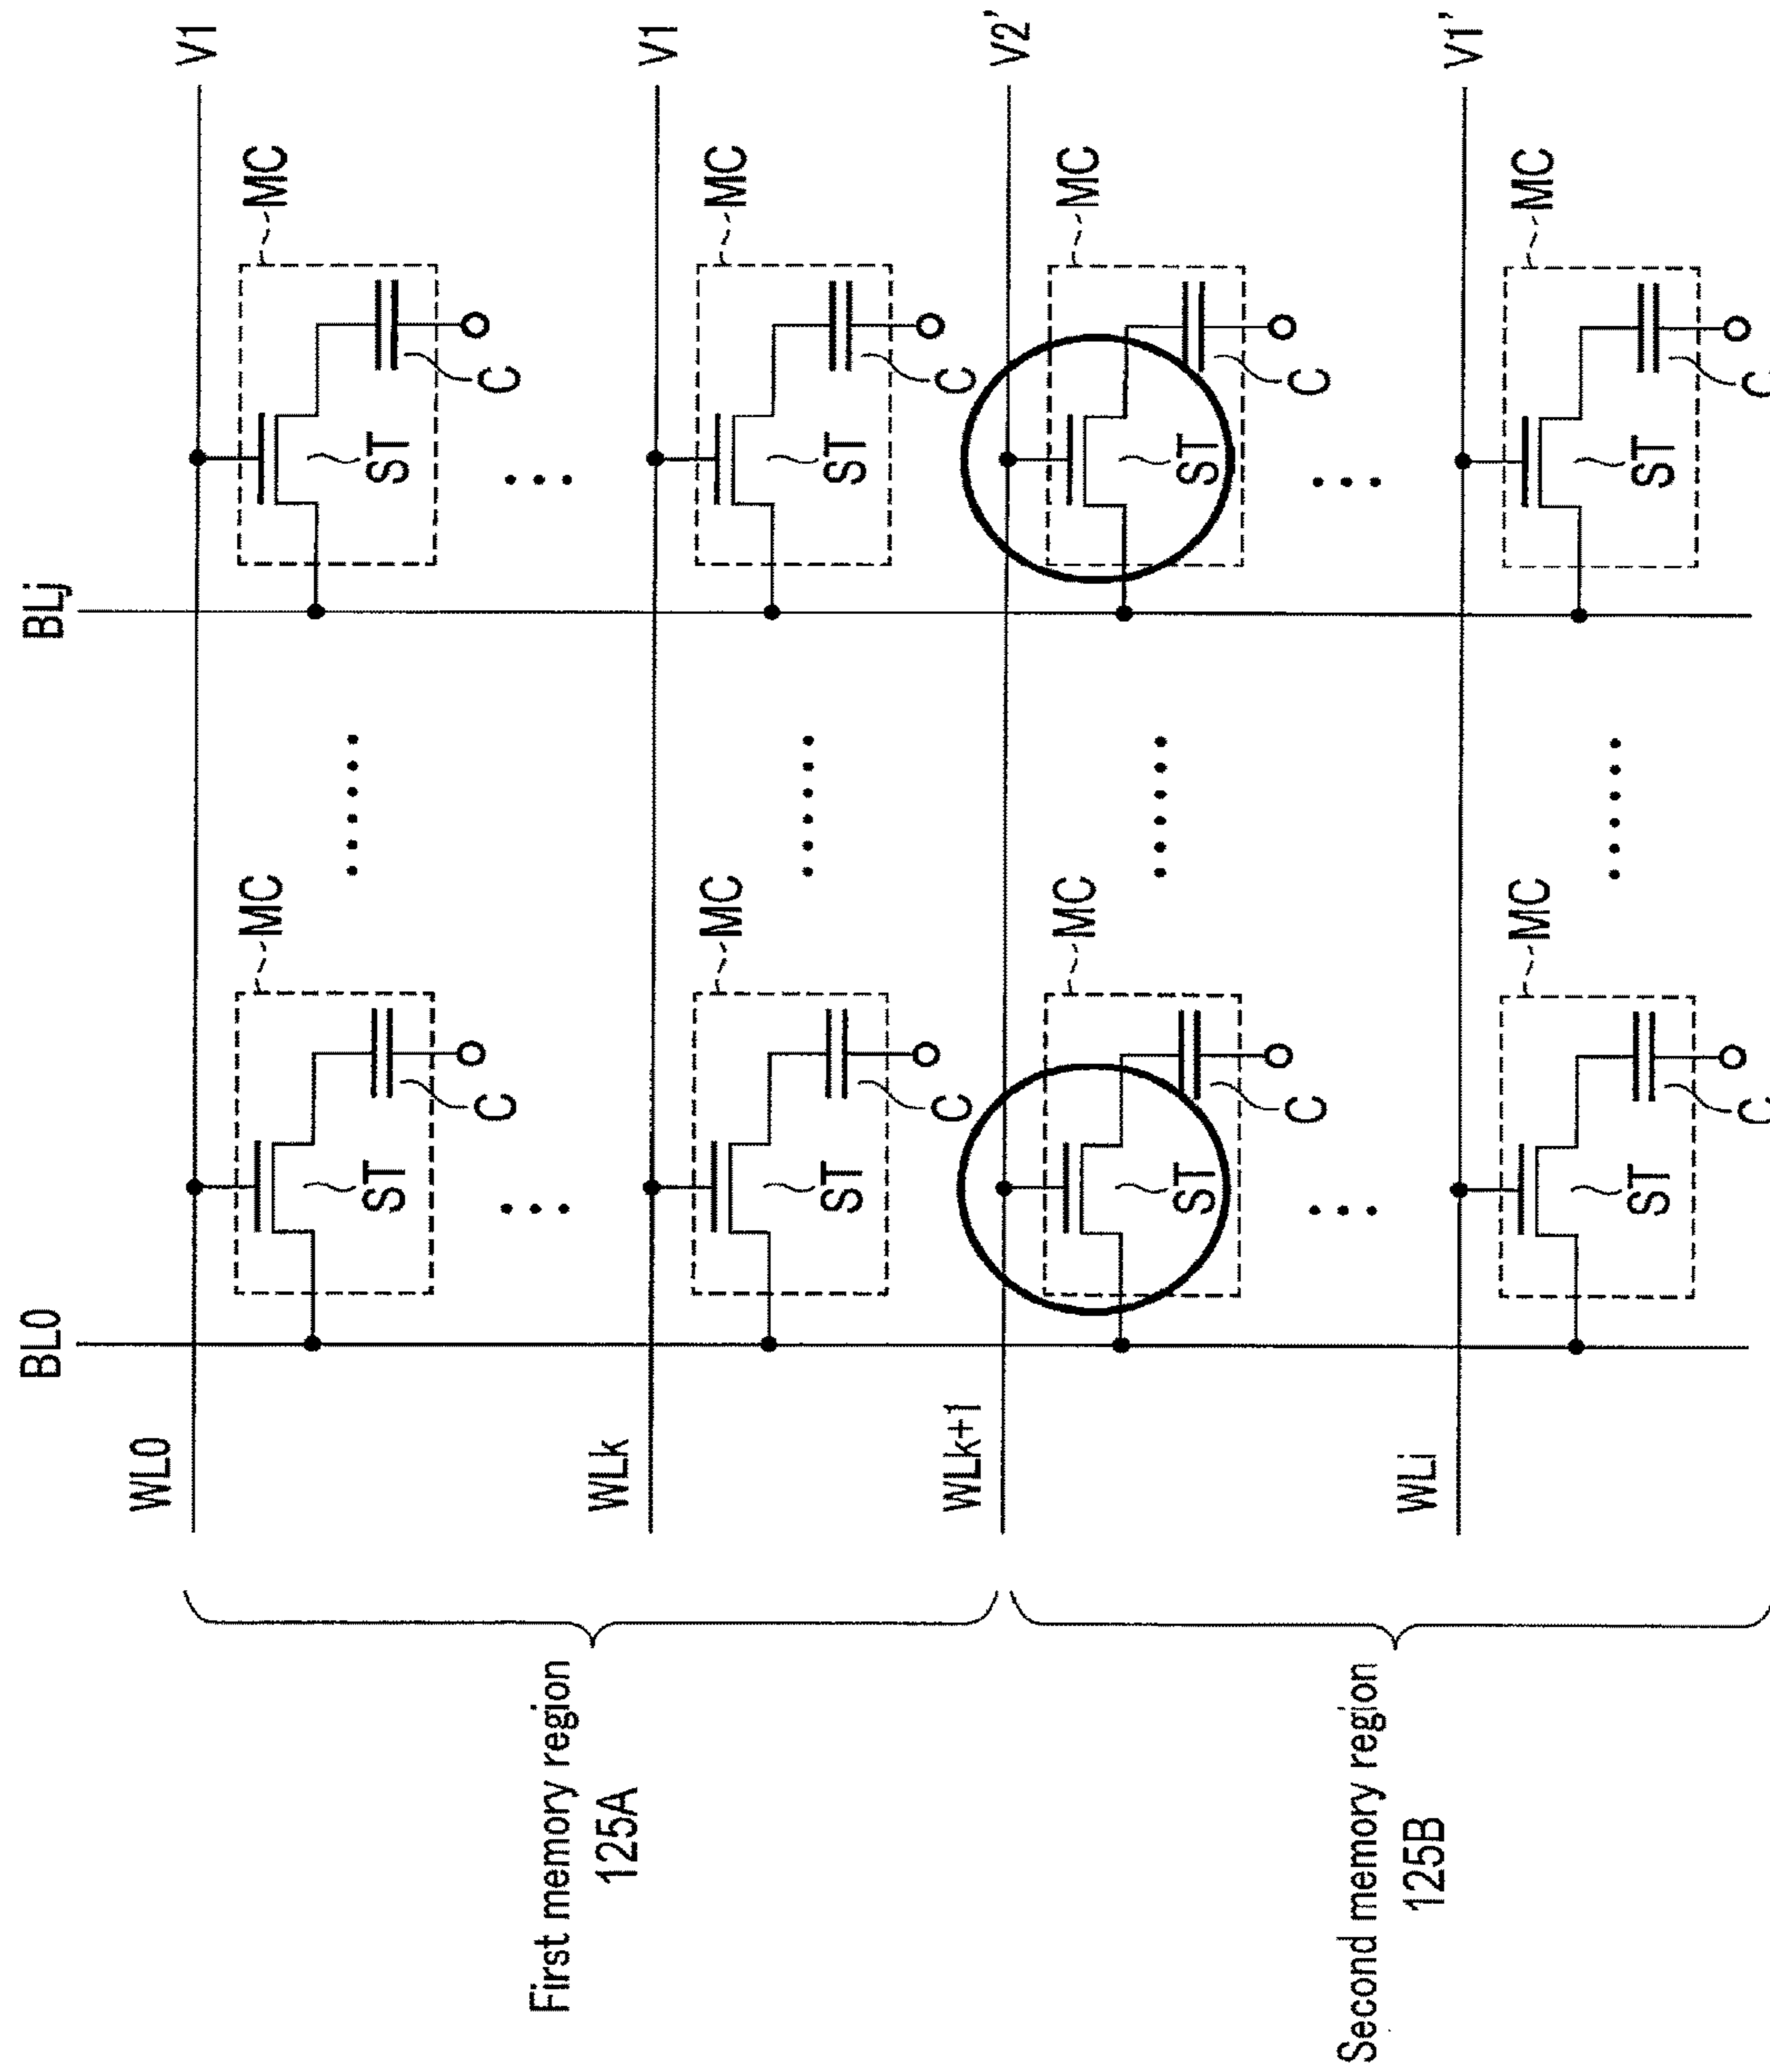 BL0
BLj
WL0
V1
MC
MC
ST
C
ST
C
WLk
V1
MC
MC
ST
C
ST
C
WLk+1
V2'
MC
MC
ST
C
ST
C
WLi
V1'
MC
MC
ST
C
ST
C
First memory region
125A
Second memory region
125B